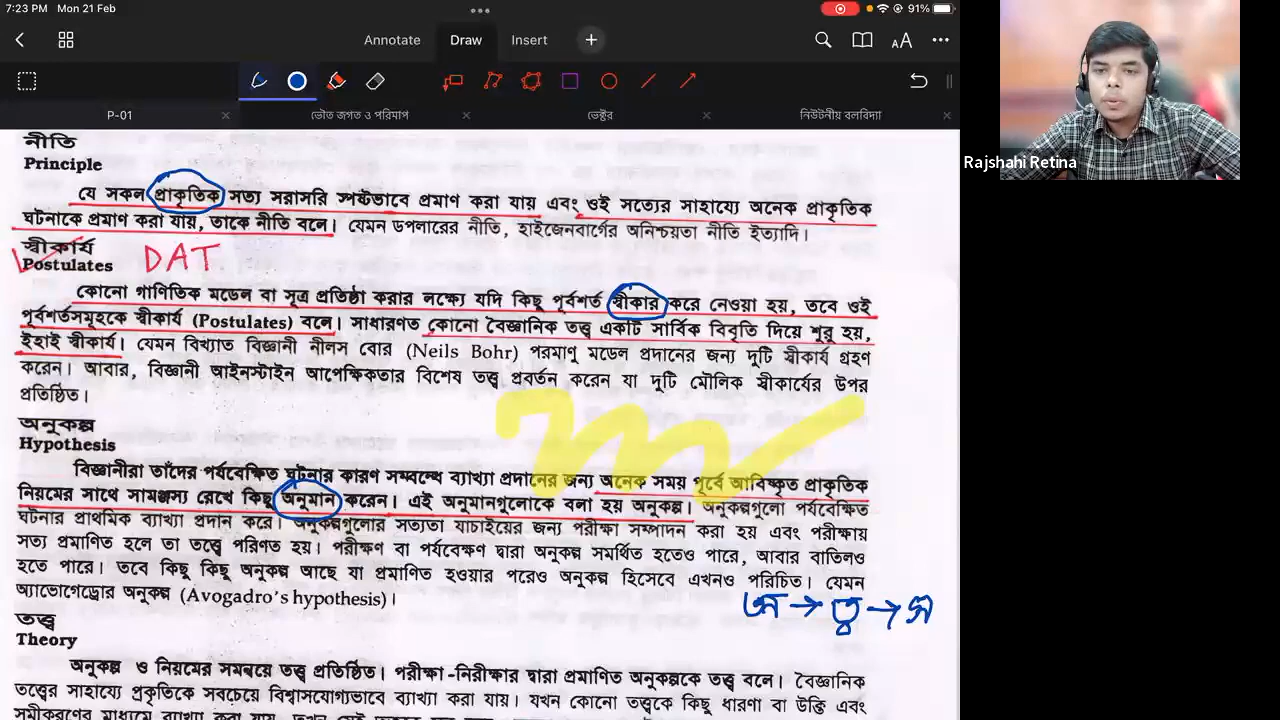 7:23 PM Mon 21 Feb
91%
Annotate Draw Insert
P-01 ভৌত জগত ও পরিমাপ ভেক্টর নিউটনীয় বলবিদ্যা
Rajshahi Retina
নীতি
Principle
যে সকল প্রাকৃতিক সত্য সরাসরি স্পষ্টভাবে প্রমাণ করা যায় এবং ওই সত্যের সাহায্যে অনেক প্রাকৃতিক
ঘটনাকে প্রমাণ করা যায়, তাকে নীতি বলে। যেমন ডপলারের নীতি, হাইজেনবার্গের অনিশ্চয়তা নীতি ইত্যাদি।
স্বীকার্য
Postulates DAT
কোনো গাণিতিক মডেল বা সূত্র প্রতিষ্ঠা করার লক্ষ্যে যদি কিছু পূর্বশর্ত স্বীকার করে নেওয়া হয়, তবে ওই
পূর্বশর্তসমূহকে স্বীকার্য (Postulates) বলে। সাধারণত কোনো বৈজ্ঞানিক তত্ত্ব একটি সার্বিক বিবৃতি দিয়ে শুরু হয়,
ইহাই স্বীকার্য। যেমন বিখ্যাত বিজ্ঞানী নীলস বোর (Neils Bohr) পরমাণু মডেল প্রদানের জন্য দুটি স্বীকার্য গ্রহণ
করেন। আবার, বিজ্ঞানী আইনস্টাইন আপেক্ষিকতার বিশেষ তত্ত্ব প্রবর্তন করেন যা দুটি মৌলিক স্বীকার্যের উপর
প্রতিষ্ঠিত।
অনুকল্প
Hypothesis
বিজ্ঞানীরা তাঁদের পর্যবেক্ষিত ঘটনার কারণ সম্বন্ধে ব্যাখ্যা প্রদানের জন্য অনেক সময় পূর্বে আবিষ্কৃত প্রাকৃতিক
নিয়মের সাথে সামঞ্জস্য রেখে কিছু অনুমান করেন। এই অনুমানগুলোকে বলা হয় অনুকল্প। অনুকল্পগুলো পর্যবেক্ষিত
ঘটনার প্রাথমিক ব্যাখ্যা প্রদান করে। অনুকল্পগুলোর সত্যতা যাচাইয়ের জন্য পরীক্ষা সম্পাদন করা হয় এবং পরীক্ষায়
সত্য প্রমাণিত হলে তা তত্ত্বে পরিণত হয়। পরীক্ষণ বা পর্যবেক্ষণ দ্বারা অনুকল্প সমর্থিত হতেও পারে, আবার বাতিলও
হতে পারে। তবে কিছু কিছু অনুকল্প আছে যা প্রমাণিত হওয়ার পরেও অনুকল্প হিসেবে এখনও পরিচিত। যেমন
অ্যাভোগেড্রোর অনুকল্প (Avogadro's hypothesis)।
তত্ত্ব
Theory
অনুকল্প ও নিয়মের সমন্বয়ে তত্ত্ব প্রতিষ্ঠিত। পরীক্ষা-নিরীক্ষার দ্বারা প্রমাণিত অনুকল্পকে তত্ত্ব বলে। বৈজ্ঞানিক
তত্ত্বের সাহায্যে প্রকৃতিকে সবচেয়ে বিশ্বাসযোগ্যভাবে ব্যাখ্যা করা যায়। যখন কোনো তত্ত্বকে কিছু ধারণা বা উক্তি এবং